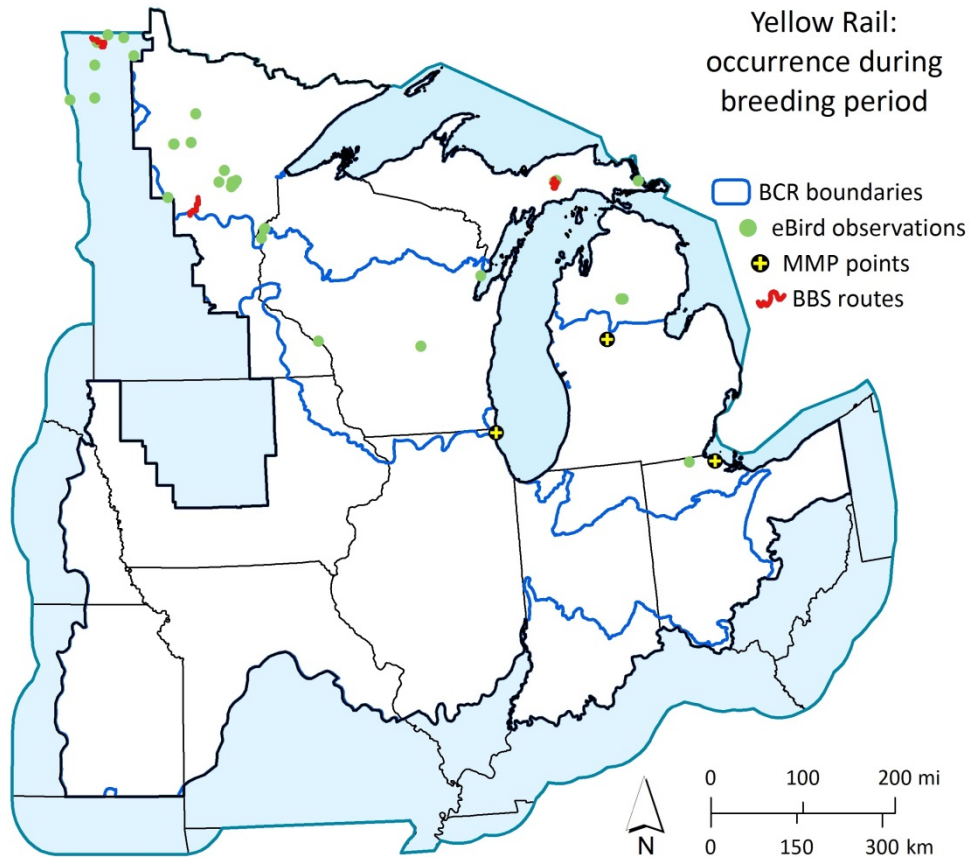 Yellow Rail:
occurrence during
breeding period
BCR boundaries
eBird observations
MMP points
BBS routes
N
0 100 200 mi
0 150 300 km